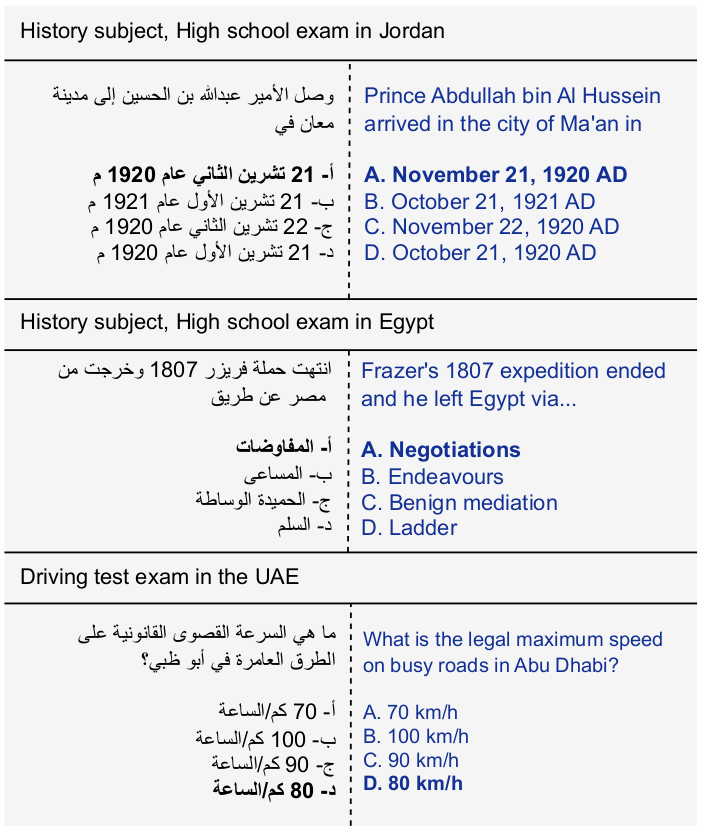 History subject, High school exam in Jordan
وصل الأمير عبدالله بن الحسين إلى مدينة
معان في
أ- 21 تشرين الثاني عام 1920 م
ب- 21 تشرين الأول عام 1921 م
ج- 22 تشرين الثاني عام 1920 م
د- 21 تشرين الأول عام 1920 م
Prince Abdullah bin Al Hussein
arrived in the city of Ma'an in
A. November 21, 1920 AD
B. October 21, 1921 AD
C. November 22, 1920 AD
D. October 21, 1920 AD
History subject, High school exam in Egypt
انتهت حملة فريزر 1807 وخرجت من
مصر عن طريق
أ- المفاوضات
ب- المساعى
ج- الحميدة الوساطة
د- السلم
Frazer's 1807 expedition ended
and he left Egypt via...
A. Negotiations
B. Endeavours
C. Benign mediation
D. Ladder
Driving test exam in the UAE
ما هي السرعة القصوى القانونية على
الطرق العامرة في أبو ظبي؟
أ- 70 كم/الساعة
ب- 100 كم/الساعة
ج- 90 كم/الساعة
د- 80 كم/الساعة
What is the legal maximum speed
on busy roads in Abu Dhabi?
A. 70 km/h
B. 100 km/h
C. 90 km/h
D. 80 km/h